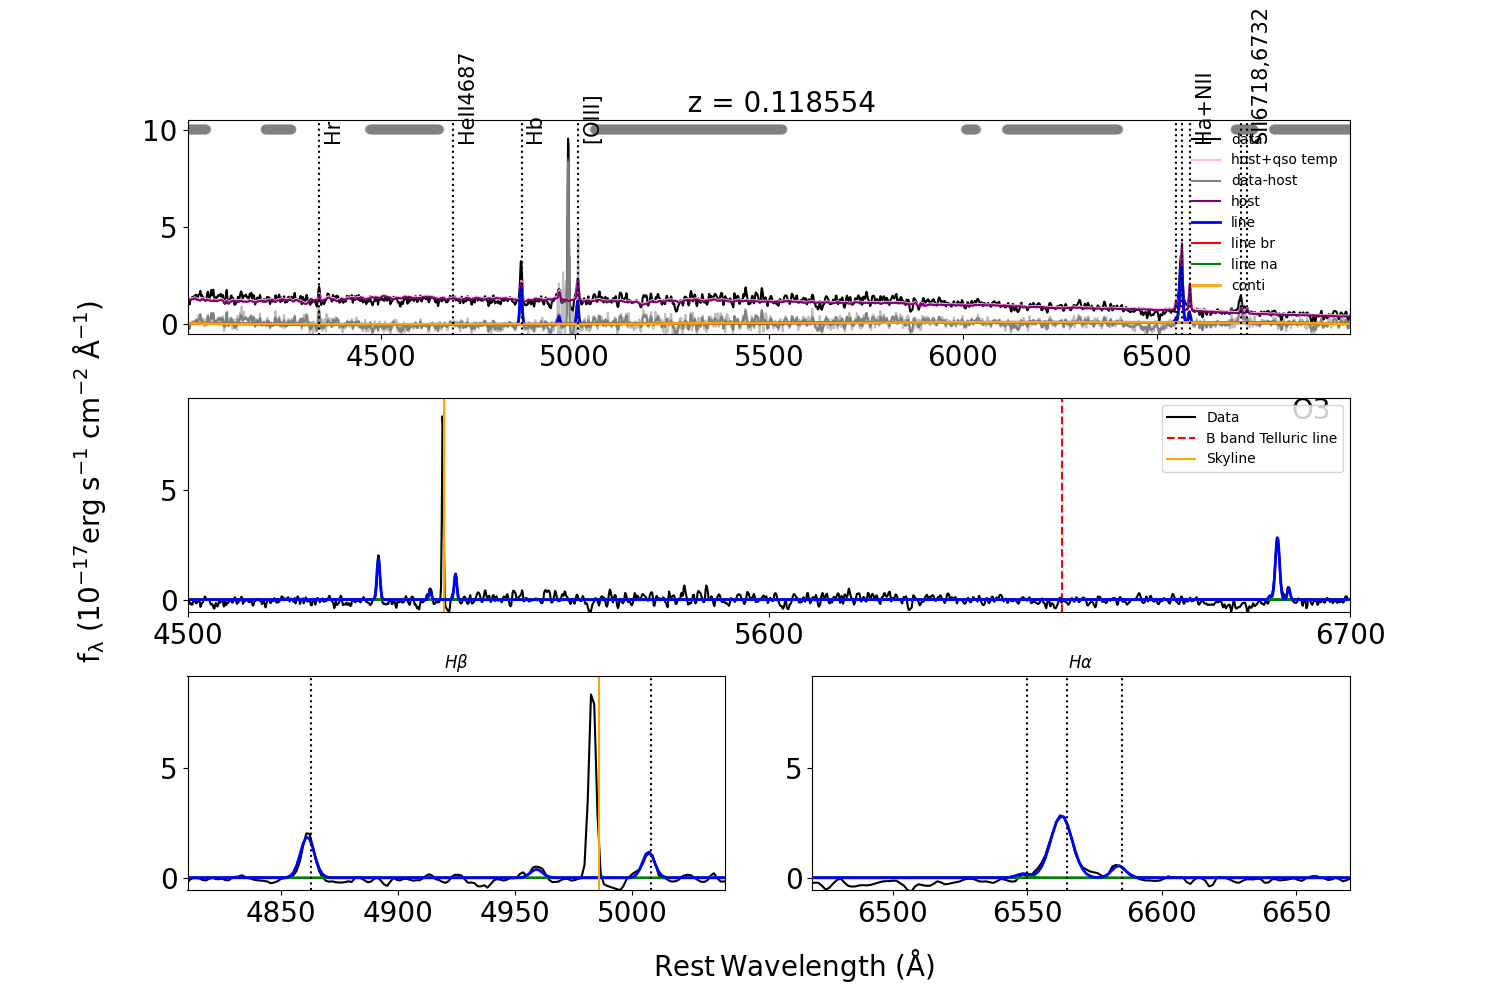 z = 0.118554
Hr
HeII4687
Hb
[OIII]
Ha+NII
SII6718,6732
10
5
0
data
host+qso temp
data-host
host
line
line br
line na
conti
4500 5000 5500 6000 6500
O3
5
0
Data
B band Telluric line
Skyline
4500 5600 6700
fλ (10−17erg s−1 cm−2 Å−1)
Hβ
5
0
4850 4900 4950 5000
Hα
5
0
6500 6550 6600 6650
Rest Wavelength (Å)